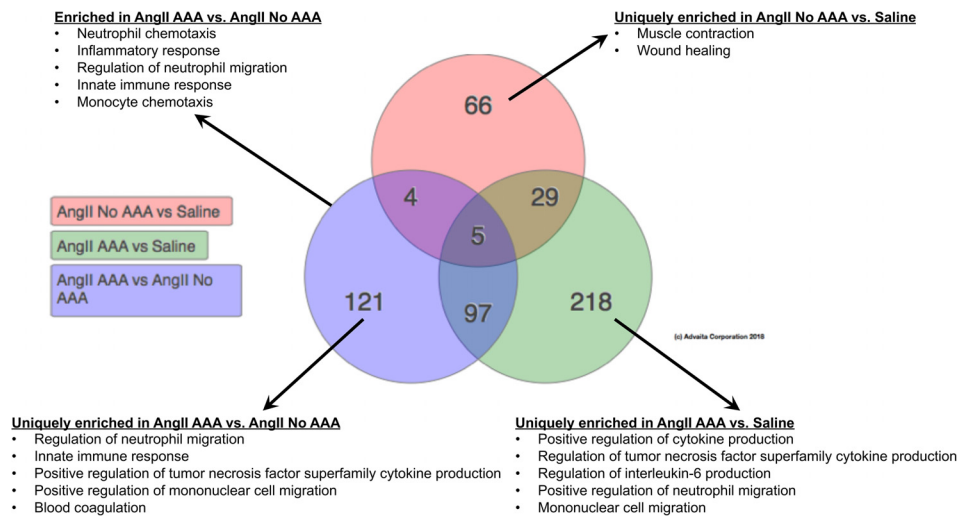 Enriched in AngII AAA vs. AngII No AAA
• Neutrophil chemotaxis
• Inflammatory response
• Regulation of neutrophil migration
• Innate immune response
• Monocyte chemotaxis
Uniquely enriched in AngII No AAA vs. Saline
• Muscle contraction
• Wound healing
66
4
29
5
121
97
218
AngII No AAA vs Saline
AngII AAA vs Saline
AngII AAA vs AngII No
AAA
(c) Advaita Corporation 2018
Uniquely enriched in AngII AAA vs. AngII No AAA
• Regulation of neutrophil migration
• Innate immune response
• Positive regulation of tumor necrosis factor superfamily cytokine production
• Positive regulation of mononuclear cell migration
• Blood coagulation
Uniquely enriched in AngII AAA vs. Saline
• Positive regulation of cytokine production
• Regulation of tumor necrosis factor superfamily cytokine production
• Regulation of interleukin-6 production
• Positive regulation of neutrophil migration
• Mononuclear cell migration